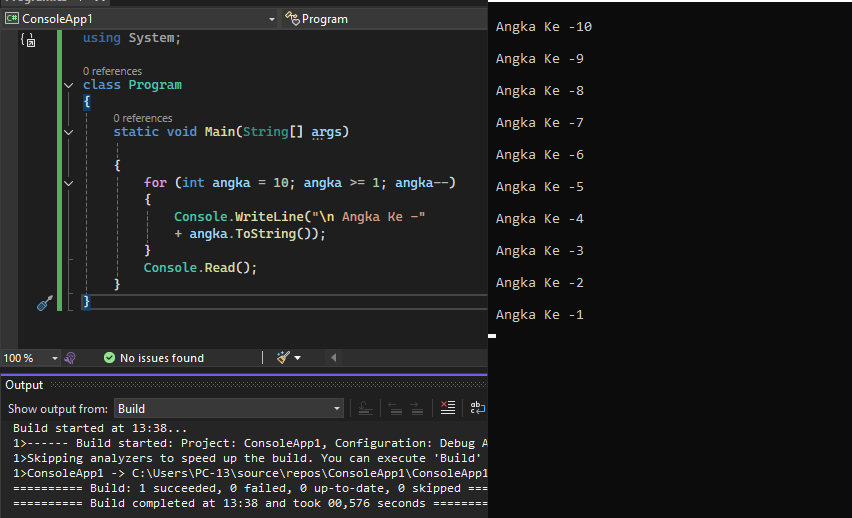 ConsoleApp1
Program
using System;
0 references
class Program
{
0 references
static void Main(String[] args)
{
for (int angka = 10; angka >= 1; angka--)
{
Console.WriteLine("\n Angka Ke -"
+ angka.ToString());
}
Console.Read();
}
}
100 %
No issues found
Output
Show output from:
Build
Build started at 13:38...
1>------ Build started: Project: ConsoleApp1, Configuration: Debug A
1>Skipping analyzers to speed up the build. You can execute 'Build'
1>ConsoleApp1 -> C:\Users\PC-13\source\repos\ConsoleApp1\ConsoleApp1
========== Build: 1 succeeded, 0 failed, 0 up-to-date, 0 skipped ===
========== Build completed at 13:38 and took 00,576 seconds ========
Angka Ke -10
Angka Ke -9
Angka Ke -8
Angka Ke -7
Angka Ke -6
Angka Ke -5
Angka Ke -4
Angka Ke -3
Angka Ke -2
Angka Ke -1